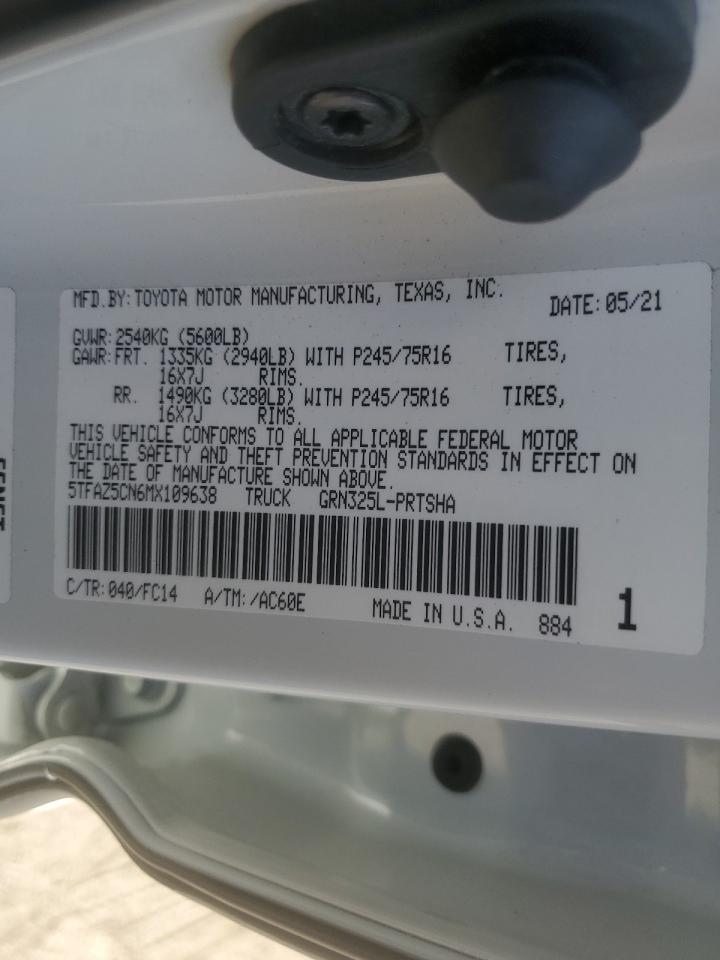 MFD.BY:TOYOTA MOTOR MANUFACTURING, TEXAS, INC. DATE:05/21
GVWR:2540KG (5600LB)
GAWR:FRT. 1335KG (2940LB) WITH P245/75R16 TIRES,
16X7J RIMS.
RR. 1490KG (3280LB) WITH P245/75R16 TIRES,
16X7J RIMS.
THIS VEHICLE CONFORMS TO ALL APPLICABLE FEDERAL MOTOR
VEHICLE SAFETY AND THEFT PREVENTION STANDARDS IN EFFECT ON
THE DATE OF MANUFACTURE SHOWN ABOVE.
5TFAZ5CN6MX109638 TRUCK GRN325L-PRTSHA
C/TR:040/FC14 A/TM:/AC60E MADE IN U.S.A. 884 1